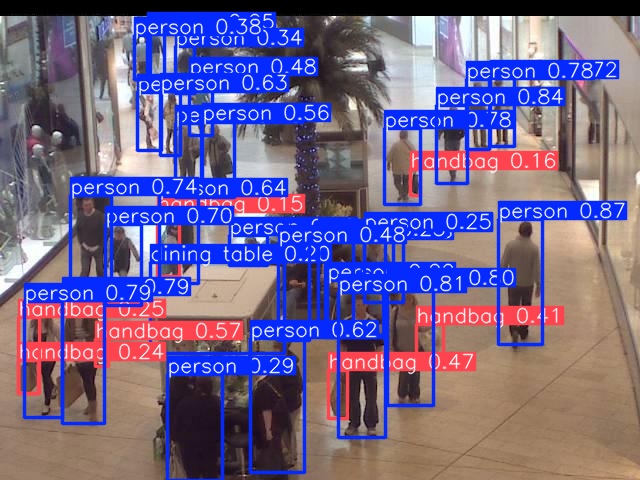 person 0.385
person 0.34
person 0.48
person 0.63
person 0.56
person 0.7872
person 0.84
person 0.78
handbag 0.16
person 0.74
son 0.64
handbag 0.15
person 0.70
person 0.25
person 0.87
person 0.48
dining table 0.20
person 0.79
.79
person 0.81
0.80
handbag 0.25
handbag 0.57
handbag 0.41
person 0.62
handbag 0.24
person 0.29
handbag 0.47